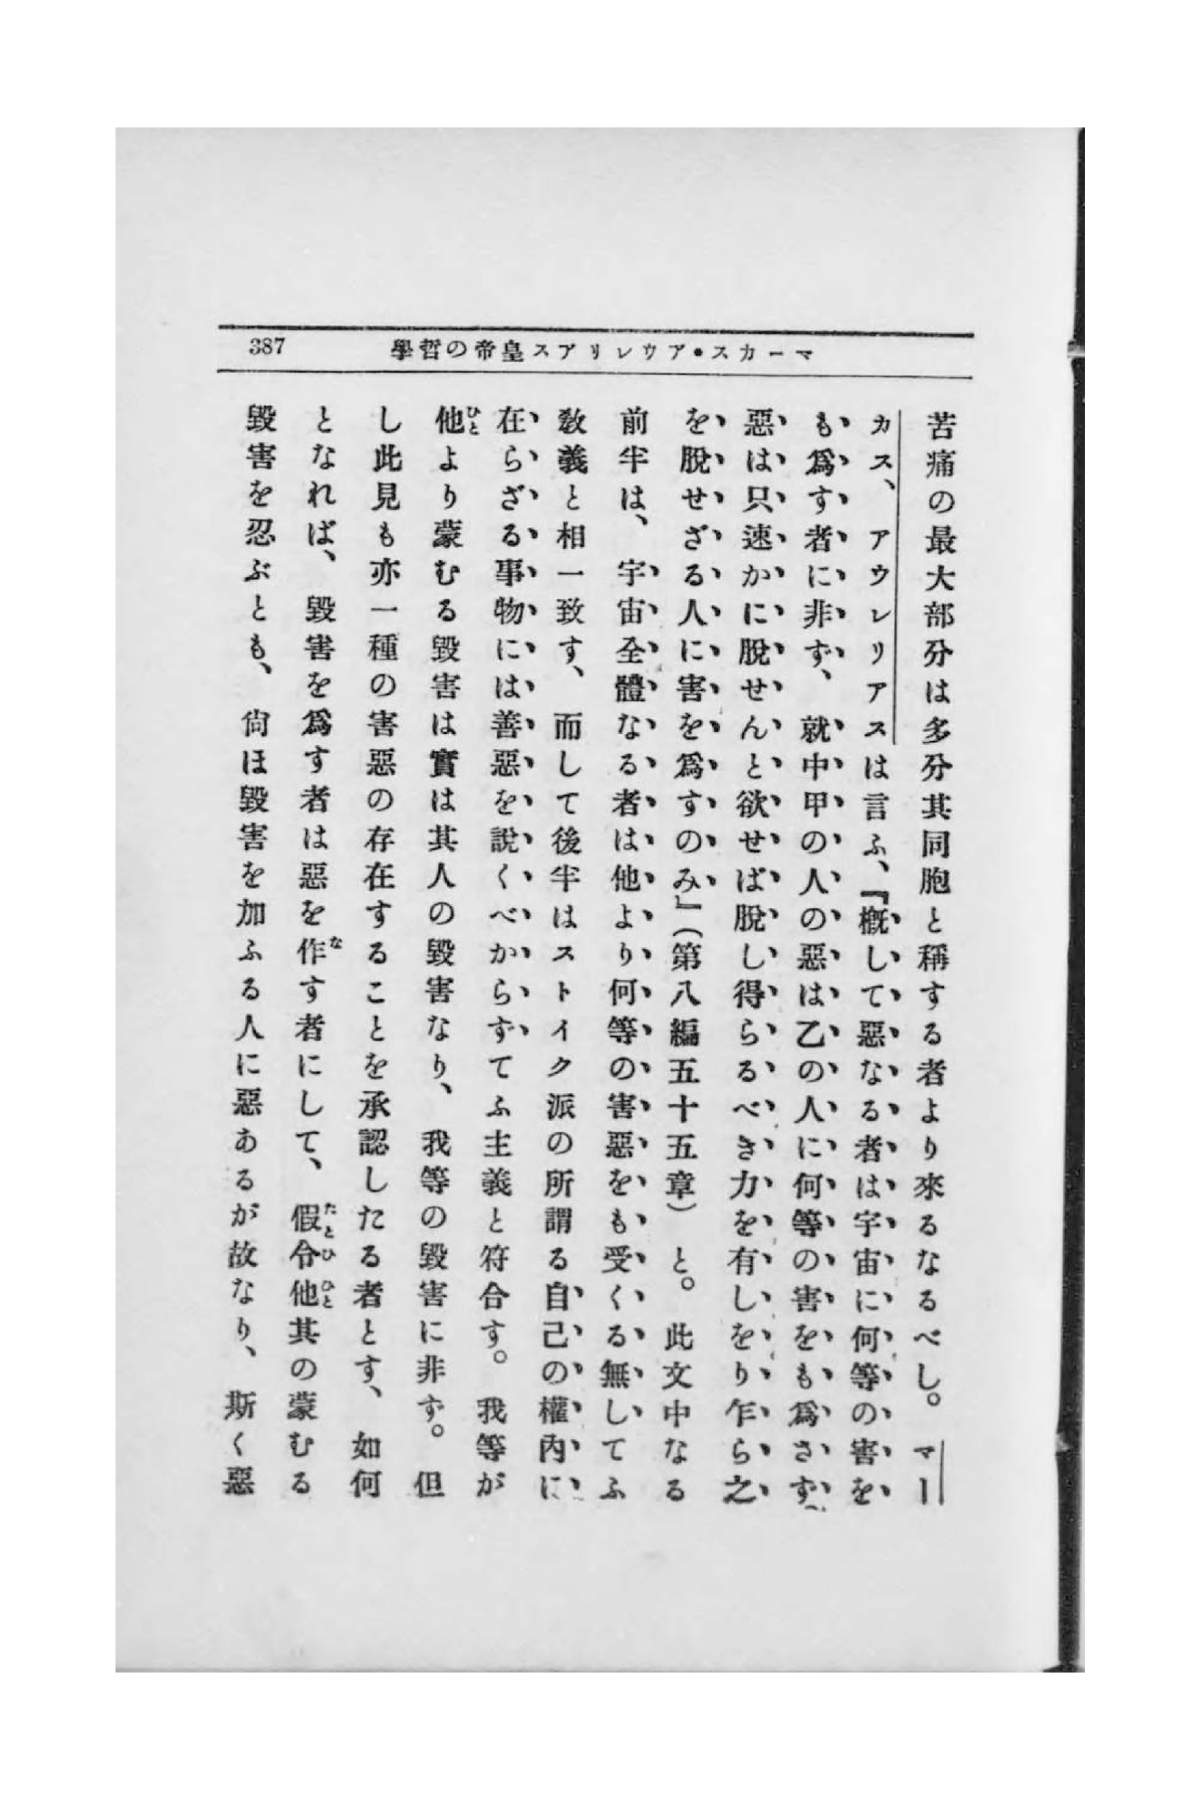 マーカス・アウレリアス皇帝の哲學
387
苦痛の最大部分は多分其同胞と稱する者より來るなるべし。マー
カス、アウレリアスは言ふ、『槪して惡なる者は宇宙に何等の害を
も爲す者に非ず、就中甲の人の惡は乙の人に何等の害をも爲さず、
惡は只速かに脫せんと欲せば脫し得らるべき力を有しをり乍ら之
を脫せざる人に害を爲すのみ』(第八編五十五章)と。此文中なる
前半は、宇宙全體なる者は他より何等の害惡をも受くる無してふ
敎義と相一致す、而して後半はストイク派の所謂る自己の權內に
在らざる事物には善惡を說くべからずてふ主義と符合す。我等が
他より蒙むる毀害は實は其人の毀害なり、我等の毀害に非ず。但
し此見も亦一種の害惡の存在することを承認したる者とす、如何
となれば、毀害を爲す者は惡を作す者にして、假令他其の蒙むる
毀害を忍ぶとも、尙ほ毀害を加ふる人に惡あるが故なり、斯く惡